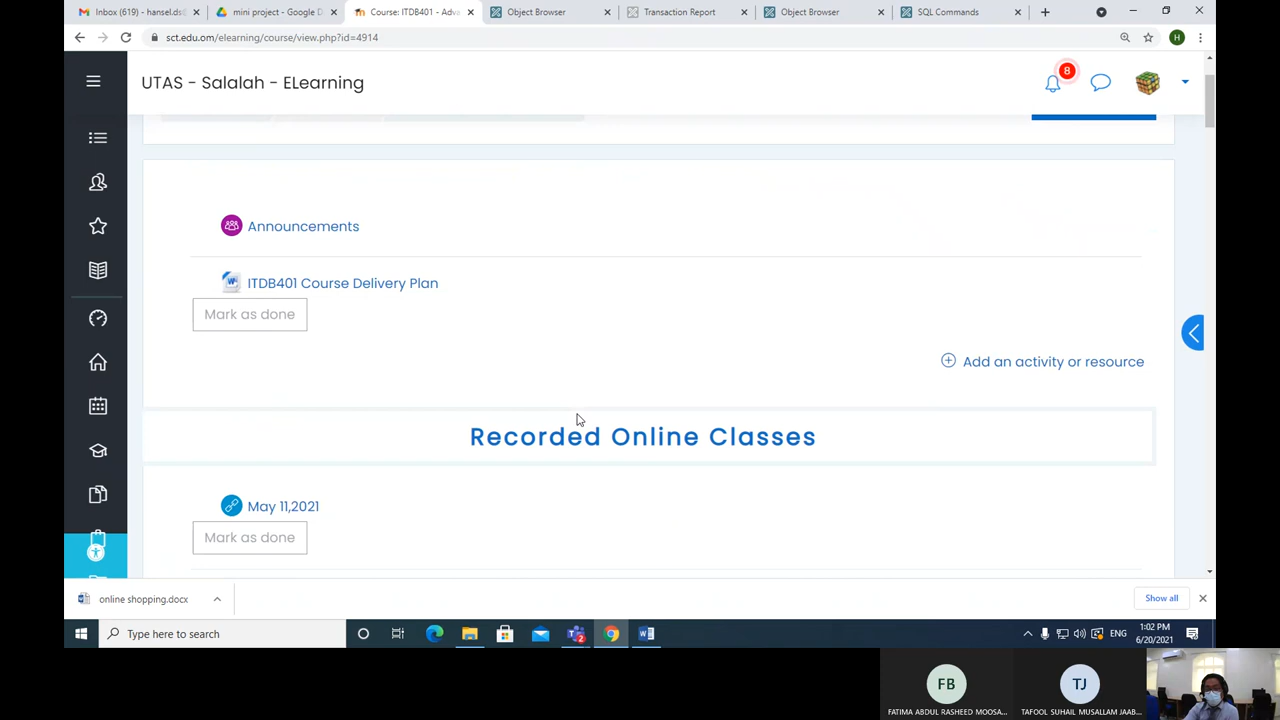 Inbox (619) - hansel.ds@
mini project - Google D
Course: ITDB401 - Adva
Object Browser
Transaction Report
Object Browser
SQL Commands
sct.edu.om/elearning/course/view.php?id=4914
H
UTAS - Salalah - ELearning
8
Announcements
ITDB401 Course Delivery Plan
Mark as done
Add an activity or resource
Recorded Online Classes
May 11,2021
Mark as done
online shopping.docx
Show all
Type here to search
2
ENG
1:02 PM
6/20/2021
FB
TJ
FATIMA ABDUL RASHEED MOOSA...
TAFOOL SUHAIL MUSALLAM JAAB...